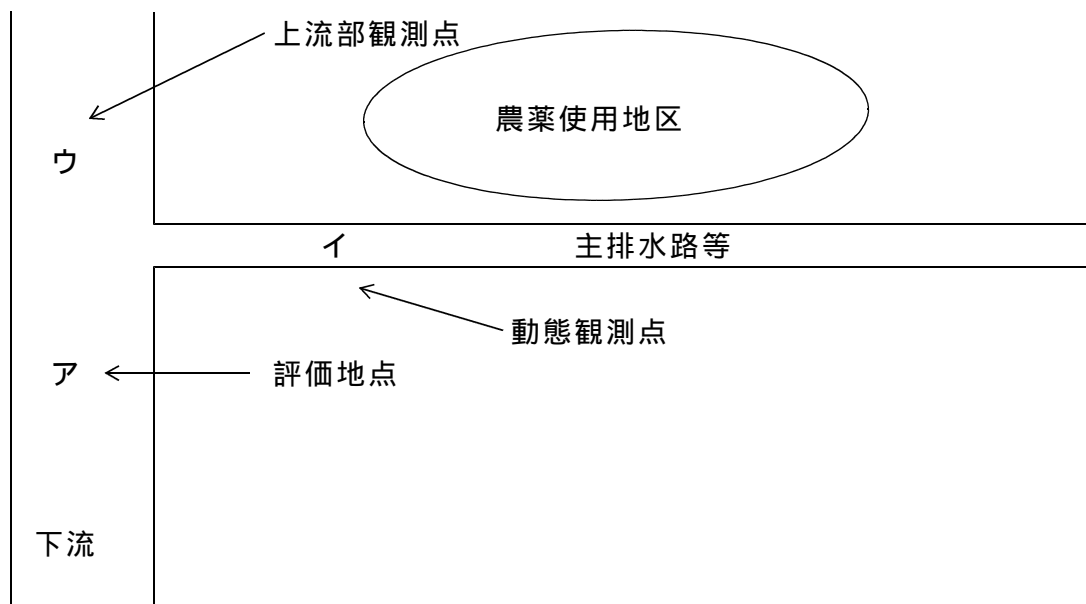 上流部観測点
農薬使用地区
ウ
イ 主排水路等
動態観測点
ア 評価地点
下流